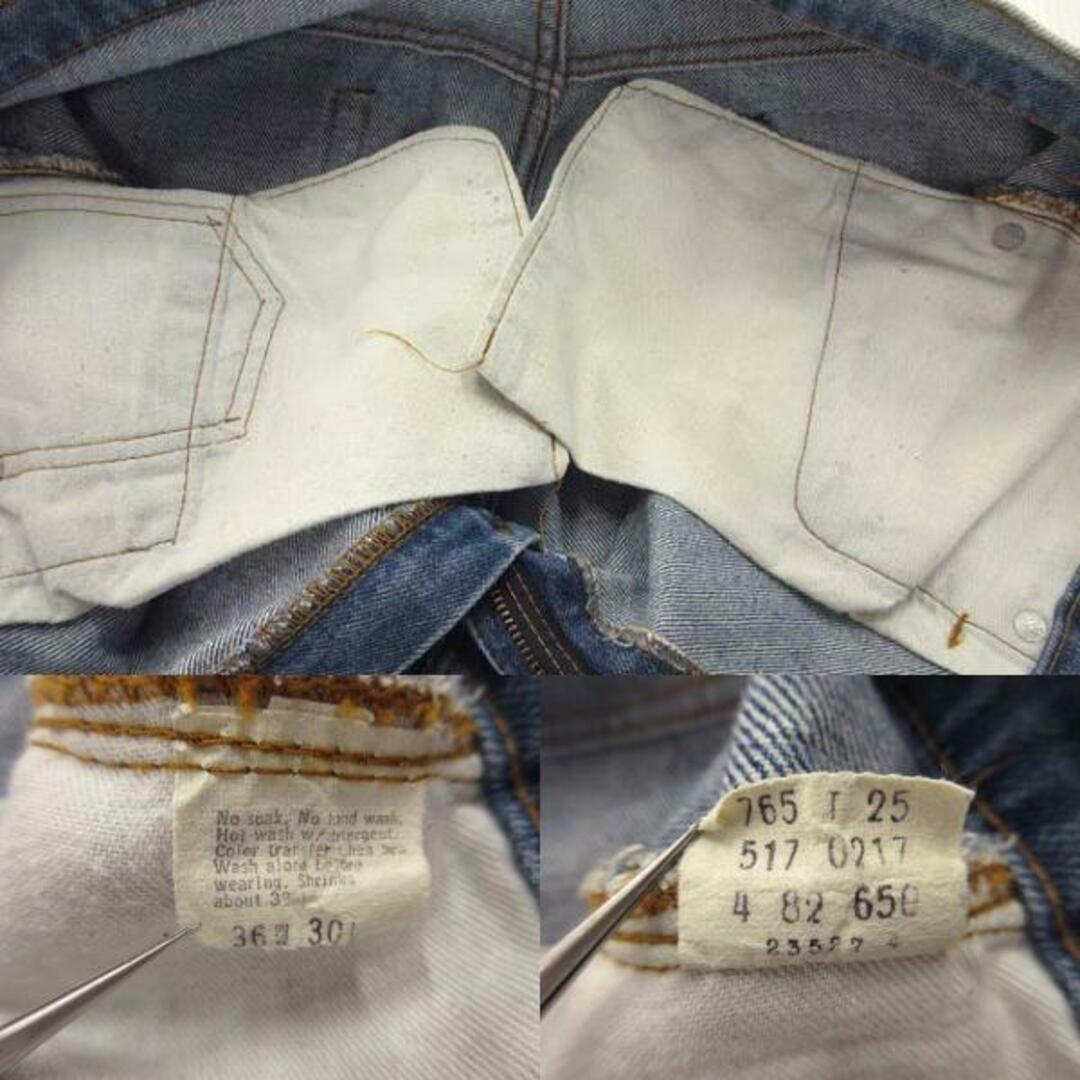 No soak, No hand wash.
Hot wash w/detergent.
Color transfer when
Wash alone before
wearing. Shrinks
about 3%
36 30
765 I 25
517 0217
4 82 650
23527 4